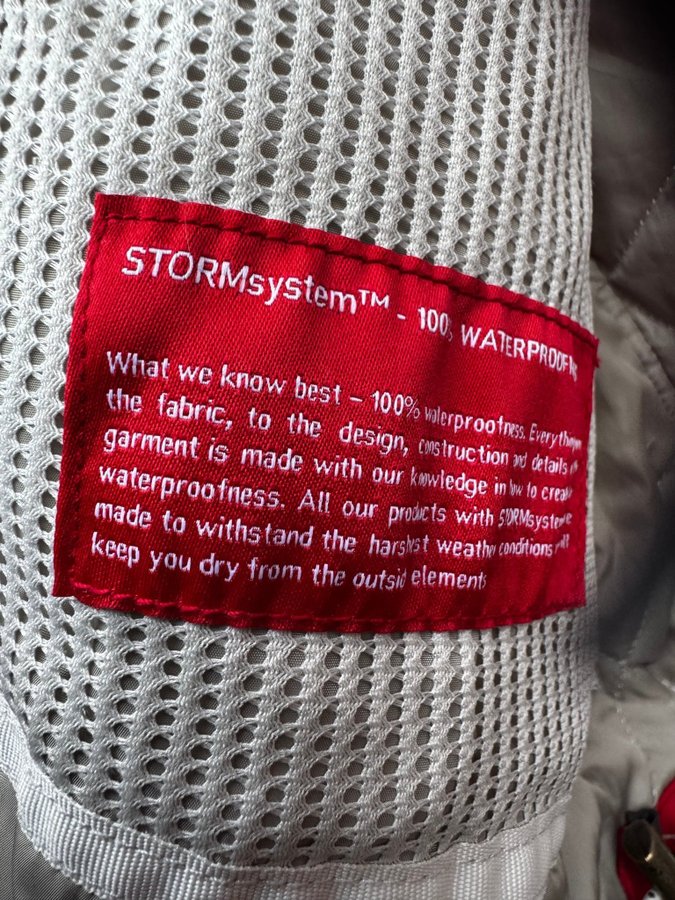 STORMsystem™ - 100% WATERPROOFNE
What we know best – 100% waterproofness. Everything
the fabric, to the design, construction and details
garment is made with our knowledge in how to create
waterproofness. All our products with STORMsystem
made to withstand the harshest weather conditions
keep you dry from the outside elements